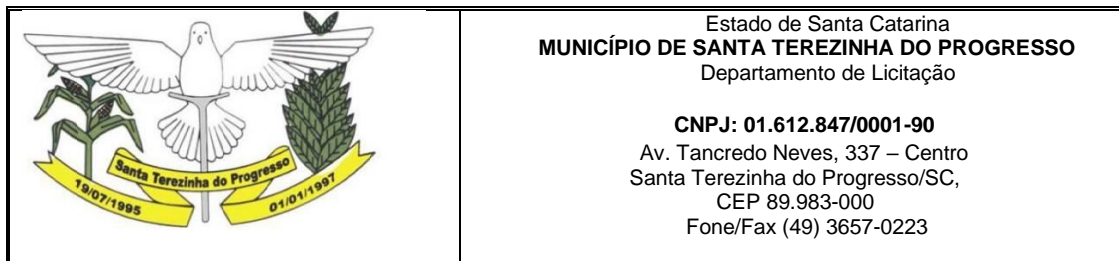 Santa Terezinha do Progresso
19/07/1995
01/01/1997
Estado de Santa Catarina
MUNICÍPIO DE SANTA TEREZINHA DO PROGRESSO
Departamento de Licitação
CNPJ: 01.612.847/0001-90
Av. Tancredo Neves, 337 – Centro
Santa Terezinha do Progresso/SC,
CEP 89.983-000
Fone/Fax (49) 3657-0223